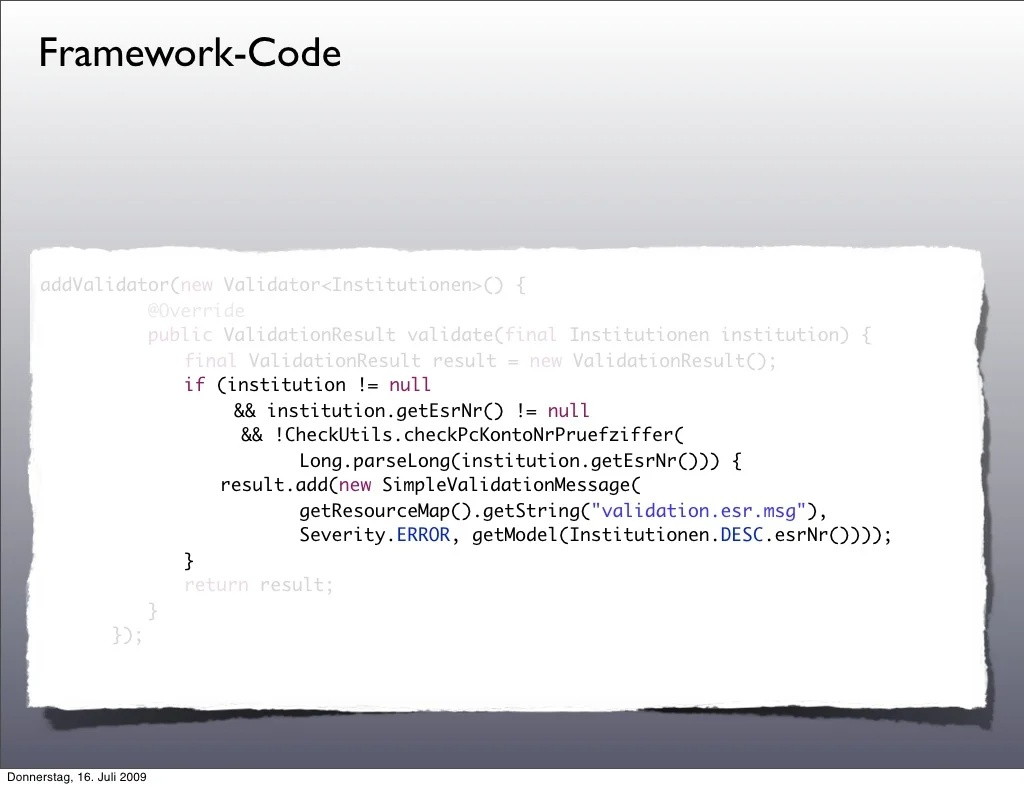 Framework-Code
addValidator(new Validator<Institutionen>() {
@Override
public ValidationResult validate(final Institutionen institution) {
final ValidationResult result = new ValidationResult();
if (institution != null
&& institution.getEsrNr() != null
&& !CheckUtils.checkPcKontoNrPruefziffer(
Long.parseLong(institution.getEsrNr())) {
result.add(new SimpleValidationMessage(
getResourceMap().getString("validation.esr.msg"),
Severity.ERROR, getModel(Institutionen.DESC.esrNr())));
}
return result;
}
});
Donnerstag, 16. Juli 2009